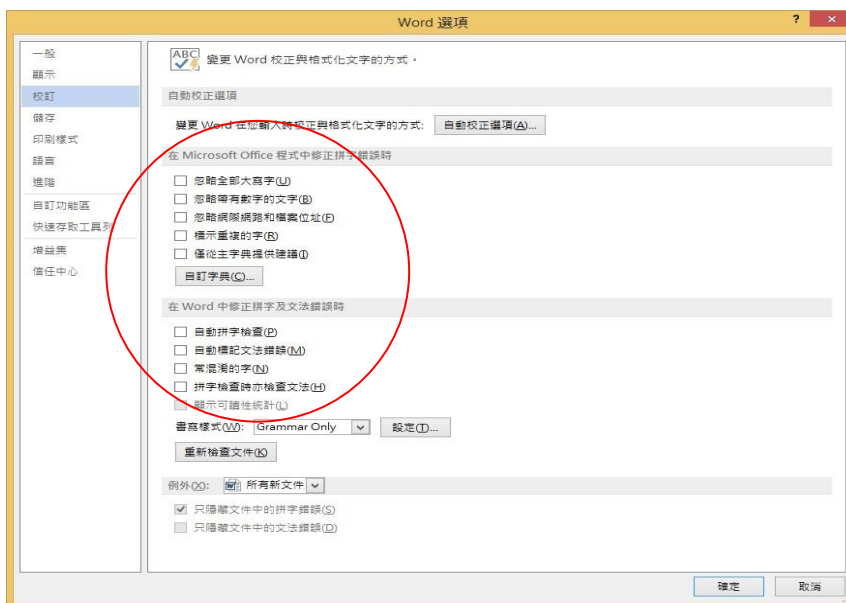 Word 選項
?
一般
顯示
校訂
儲存
印刷樣式
語言
進階
自訂功能區
快速存取工具列
增益集
信任中心
ABC 變更 Word 校正與格式化文字的方式。
自動校正選項
變更 Word 在您輸入時校正與格式化文字的方式: 自動校正選項(A)...
在 Microsoft Office 程式中修正拼字錯誤時
忽略全部大寫字(U)
忽略帶有數字的文字(B)
忽略網際網路和檔案位址(F)
標示重複的字(R)
僅從主字典提供建議(I)
自訂字典(C)...
在 Word 中修正拼字及文法錯誤時
自動拼字檢查(P)
自動標記文法錯誤(M)
常混淆的字(N)
拼字檢查時亦檢查文法(H)
顯示可讀性統計(L)
書寫樣式(W): Grammar Only 設定(T)...
重新檢查文件(K)
例外(X): 所有新文件
只隱藏文件中的拼字錯誤(S)
只隱藏文件中的文法錯誤(D)
確定 取消